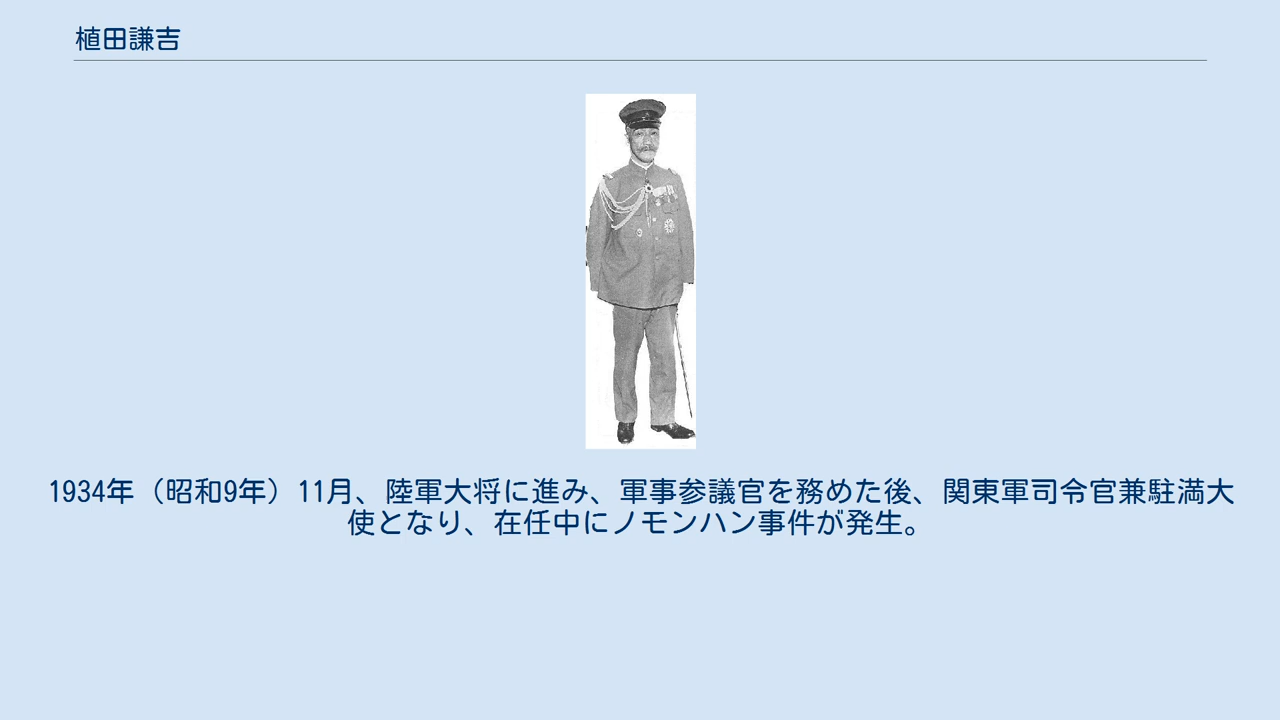 植田謙吉
1934年（昭和9年）11月、陸軍大将に進み、軍事参議官を務めた後、関東軍司令官兼駐満大
使となり、在任中にノモンハン事件が発生。